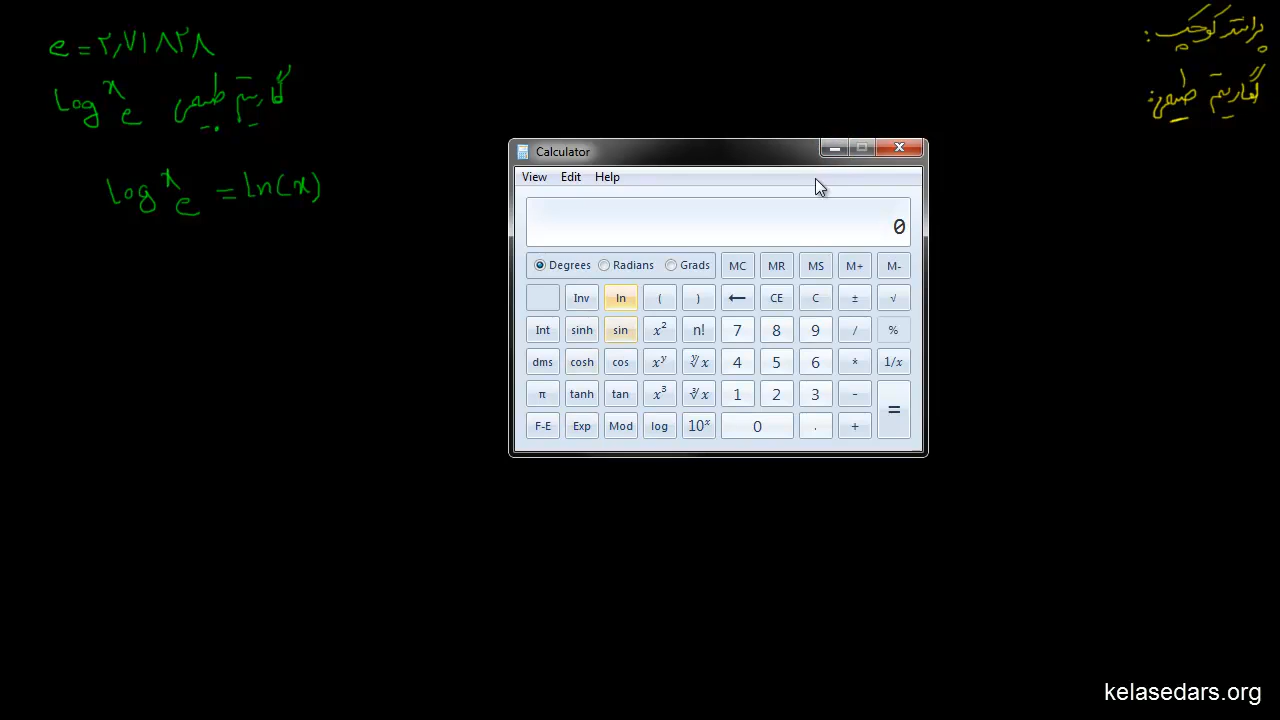 e = ۲٫۷۱۸۲۸
log x e لگاریتم طبیعی
log x e = ln(x)
پرانتز کوچک :
لگاریتم طبیعی :
Calculator
View Edit Help
0
Degrees Radians Grads MC MR MS M+ M-
Inv ln ( ) ← CE C ± √
Int sinh sin x² n! 7 8 9 / %
dms cosh cos xʸ ʸ√x 4 5 6 * 1/x
π tanh tan x³ ³√x 1 2 3 - =
F-E Exp Mod log 10ˣ 0 . +
kelasedars.org